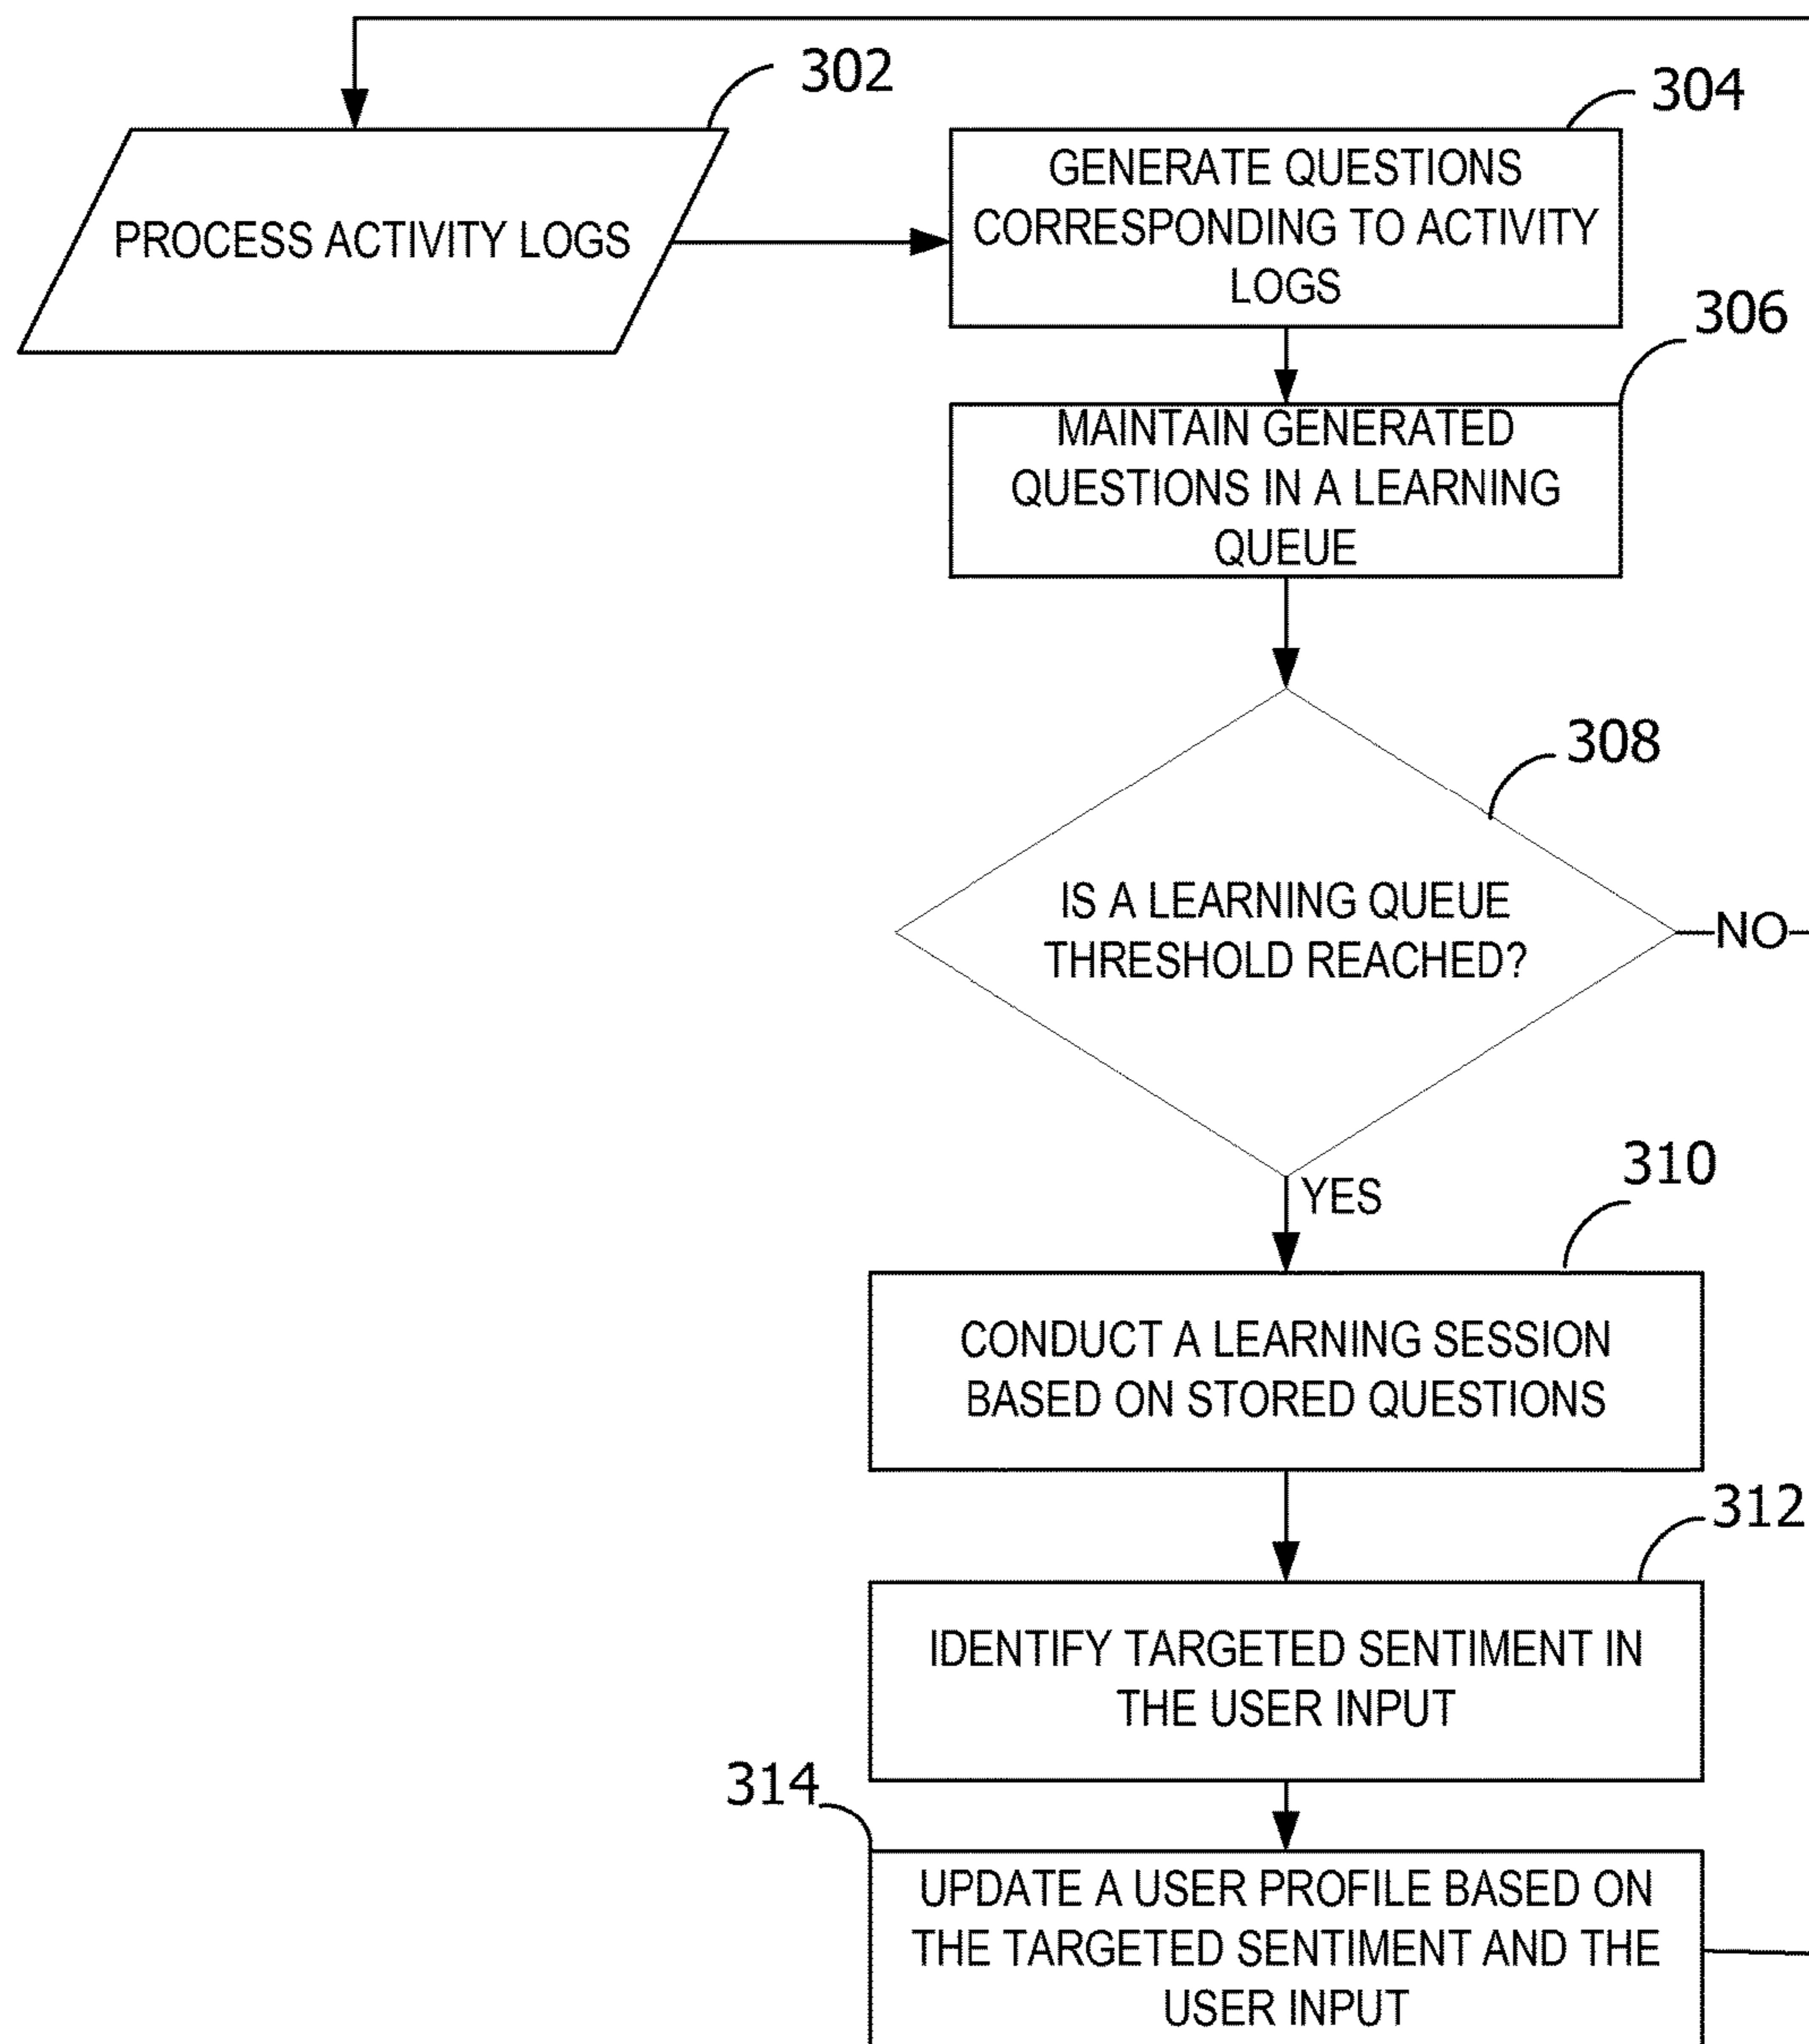 302
PROCESS ACTIVITY LOGS
304
GENERATE QUESTIONS
CORRESPONDING TO ACTIVITY
LOGS
306
MAINTAIN GENERATED
QUESTIONS IN A LEARNING
QUEUE
308
IS A LEARNING QUEUE
THRESHOLD REACHED?
NO
YES
310
CONDUCT A LEARNING SESSION
BASED ON STORED QUESTIONS
312
IDENTIFY TARGETED SENTIMENT IN
THE USER INPUT
314
UPDATE A USER PROFILE BASED ON
THE TARGETED SENTIMENT AND THE
USER INPUT